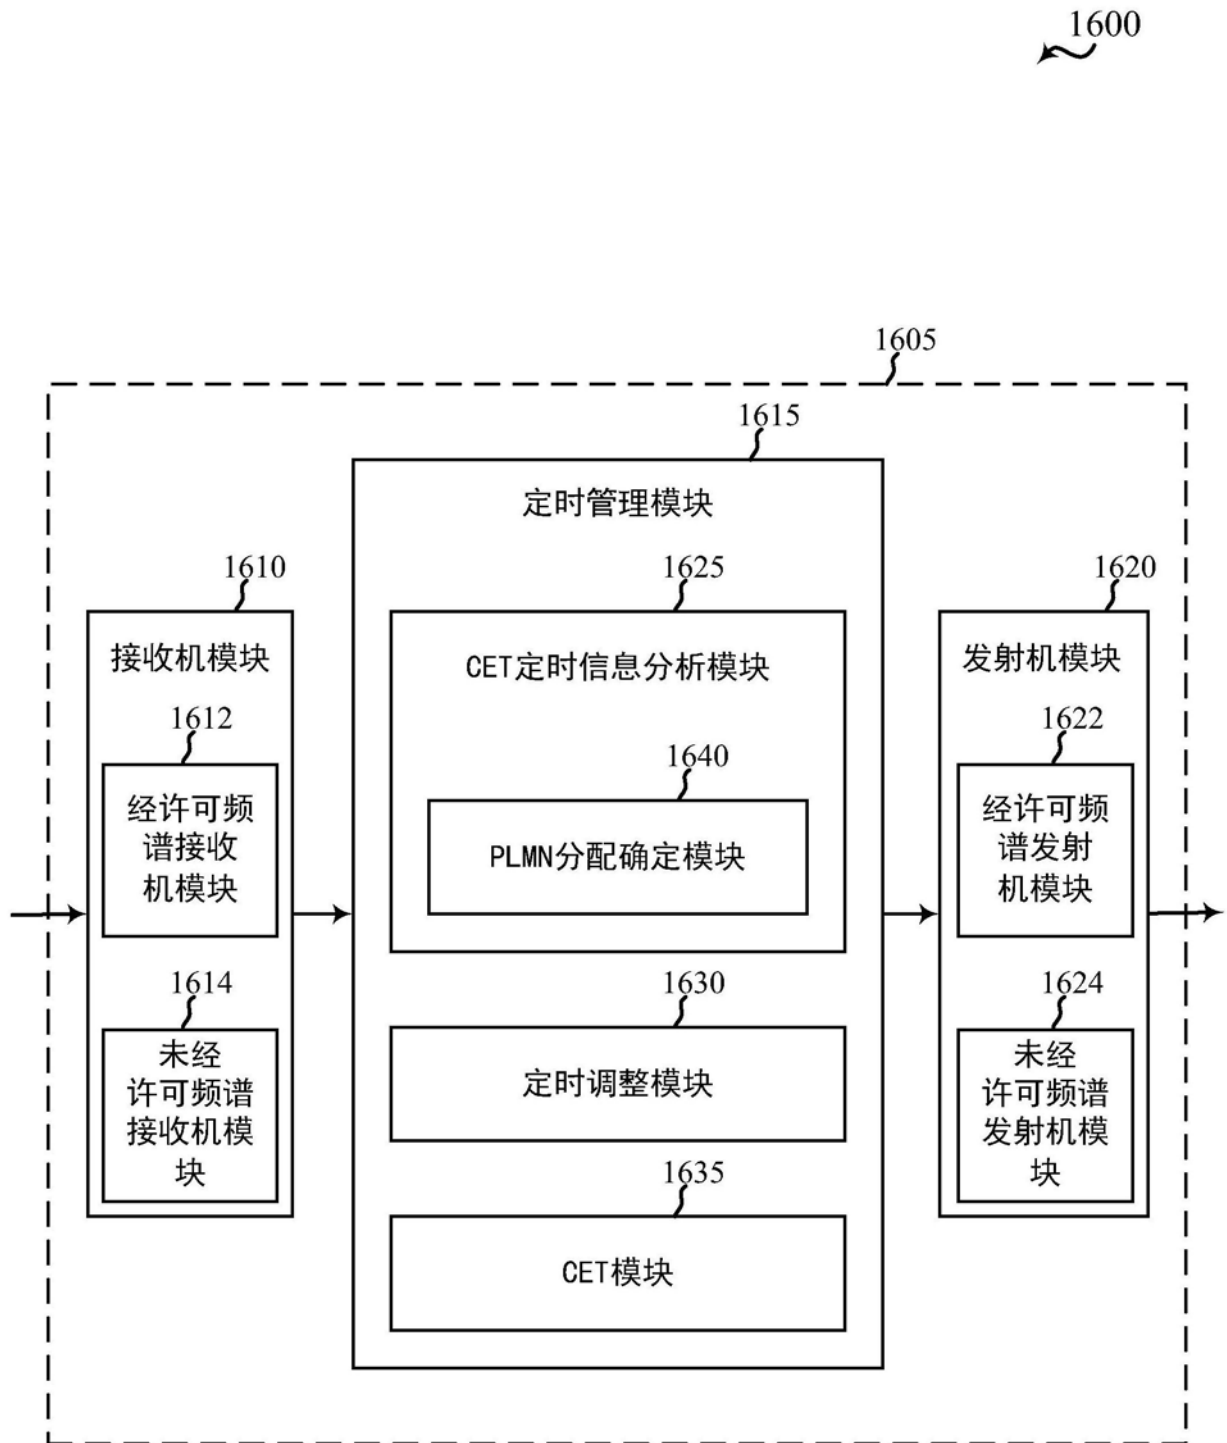 1600
1605
1615
定时管理模块
1610
1625
1620
接收机模块
CET定时信息分析模块
发射机模块
1612
1640
1622
经许可频
谱接收
机模块
PLMN分配确定模块
经许可频
谱发射
机模块
1614
1630
1624
未经
许可频谱
接收机模
块
定时调整模块
未经
许可频谱
发射机模
块
1635
CET模块